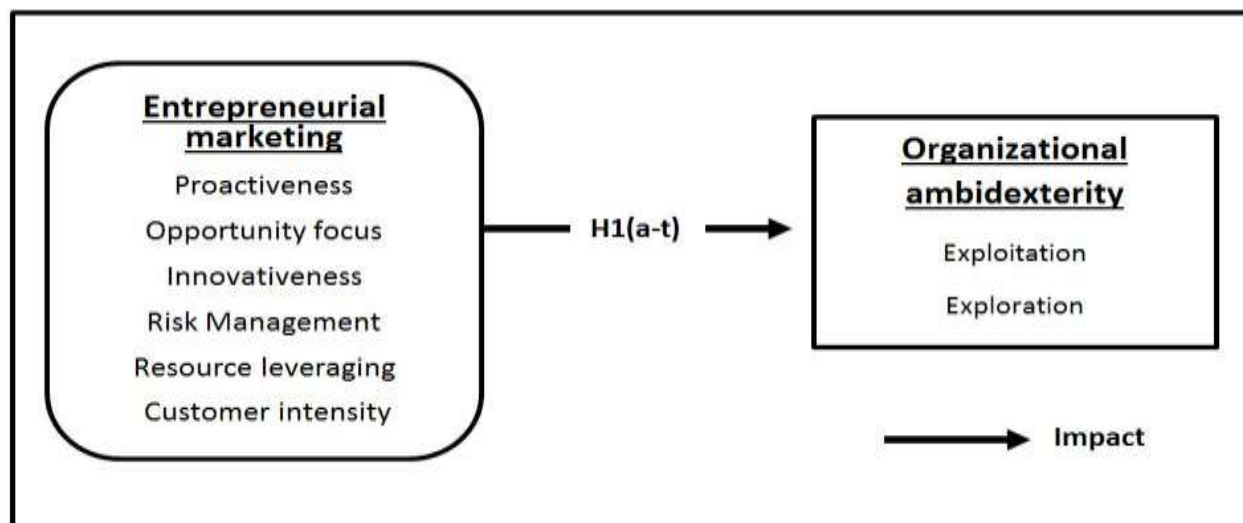 Entrepreneurial
marketing
Proactiveness
Opportunity focus
Innovativeness
Risk Management
Resource leveraging
Customer intensity
H1(a-t)
Organizational
ambidexterity
Exploitation
Exploration
Impact